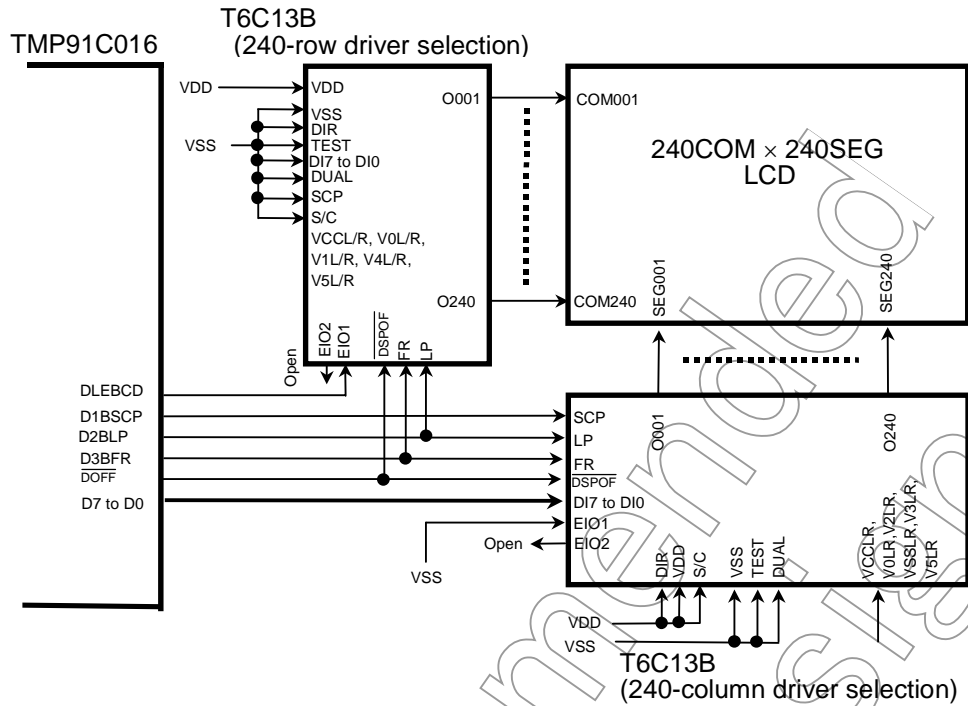 T6C13B
(240-row driver selection)
TMP91C016
VDD
VDD
VSS
VSS
DIR
TEST
DI7 to DI0
DUAL
SCP
S/C
VCCL/R, V0L/R,
V1L/R, V4L/R,
V5L/R
O001
O240
Open
EIO2
EIO1
DSPOF
FR
LP
COM001
240COM × 240SEG
LCD
COM240
SEG001
SEG240
DLEBCD
D1BSCP
D2BLP
D3BFR
DOFF
D7 to D0
SCP
LP
FR
DSPOF
DI7 to DI0
EIO1
EIO2
Open
VSS
O001
O240
DIR
VDD
S/C
VSS
TEST
DUAL
VCCLR,
V0LR,V2LR,
VSSLR,V3LR,
V5LR
VDD
VSS
T6C13B
(240-column driver selection)